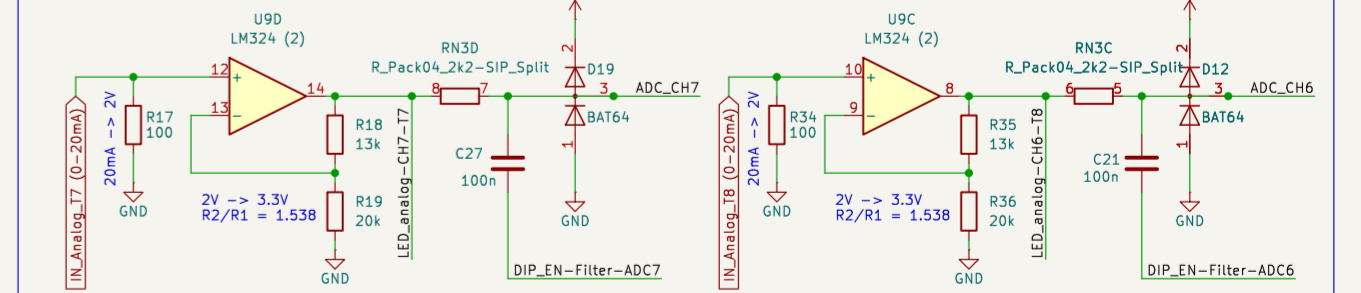 U9D
LM324 (2)
12
+
13
−
14
IN_Analog_T7 (0-20mA)
20mA -> 2V
R17
100
GND
2V -> 3.3V
R2/R1 = 1.538
R18
13k
R19
20k
GND
LED_analog-CH7-T7
RN3D
R_Pack04_2k2-SIP_Split
8
7
C27
100n
DIP_EN-Filter-ADC7
2
D19
3
ADC_CH7
BAT64
1
GND
U9C
LM324 (2)
10
+
9
−
8
IN_Analog_T8 (0-20mA)
20mA -> 2V
R34
100
GND
2V -> 3.3V
R2/R1 = 1.538
R35
13k
R36
20k
GND
LED_analog-CH6-T8
RN3C
R_Pack04_2k2-SIP_Split
6
5
C21
100n
DIP_EN-Filter-ADC6
2
D12
3
ADC_CH6
BAT64
1
GND